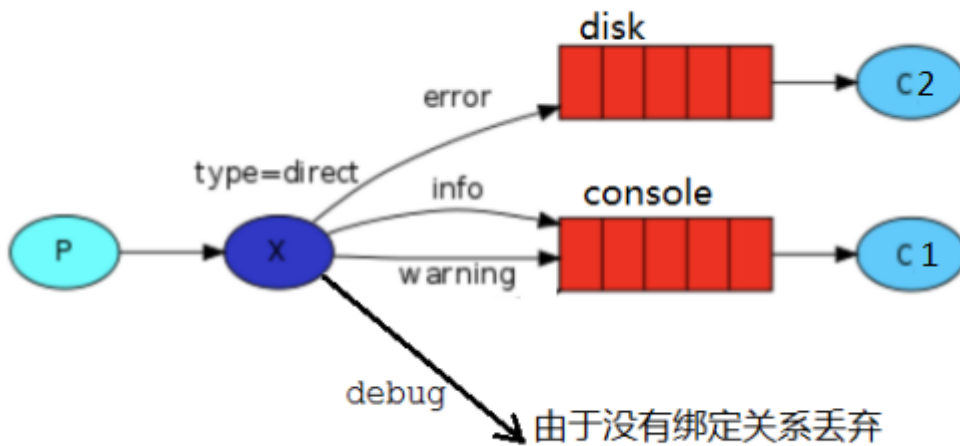 disk
C2
error
type=direct
info
console
P
X
C1
warning
debug
由于没有绑定关系丢弃